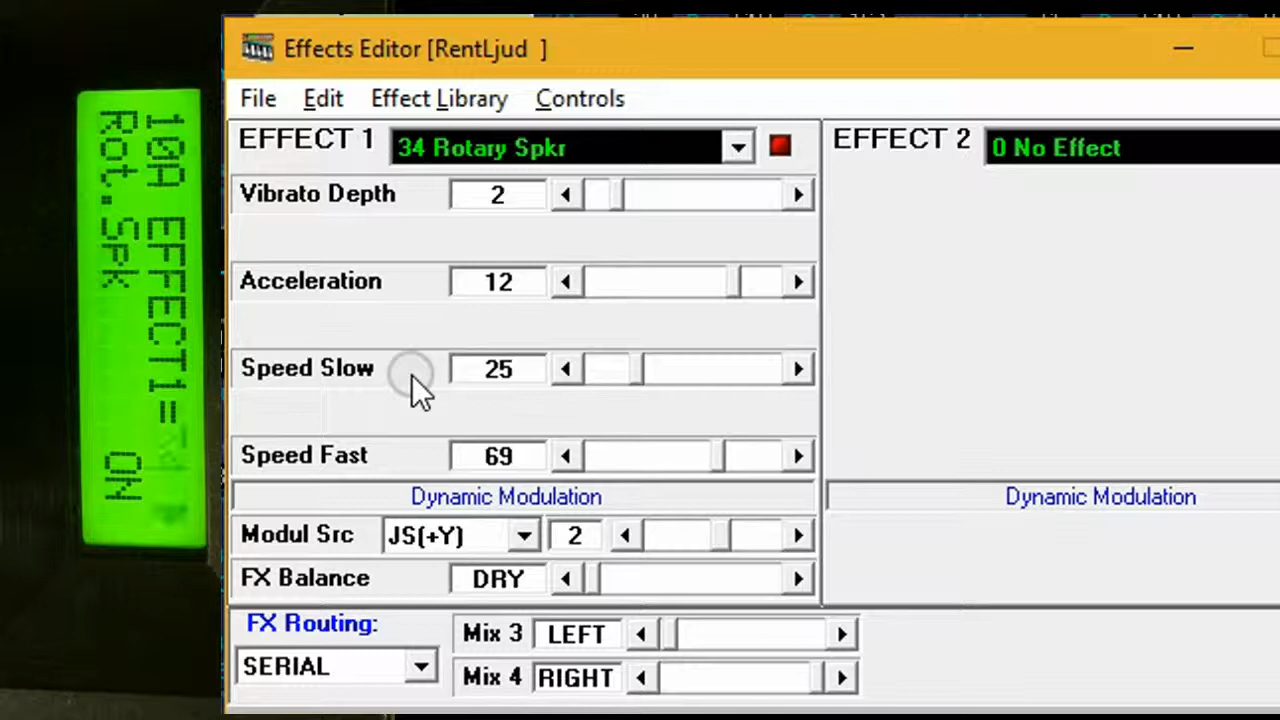 10A EFFECT1=
Rot.SPK ON
Effects Editor [RentLjud ]
File Edit Effect Library Controls
EFFECT 1 34 Rotary Spkr
EFFECT 2 0 No Effect
Vibrato Depth 2
Acceleration 12
Speed Slow 25
Speed Fast 69
Dynamic Modulation
Dynamic Modulation
Modul Src JS(+Y) 2
FX Balance DRY
FX Routing:
SERIAL
Mix 3 LEFT
Mix 4 RIGHT